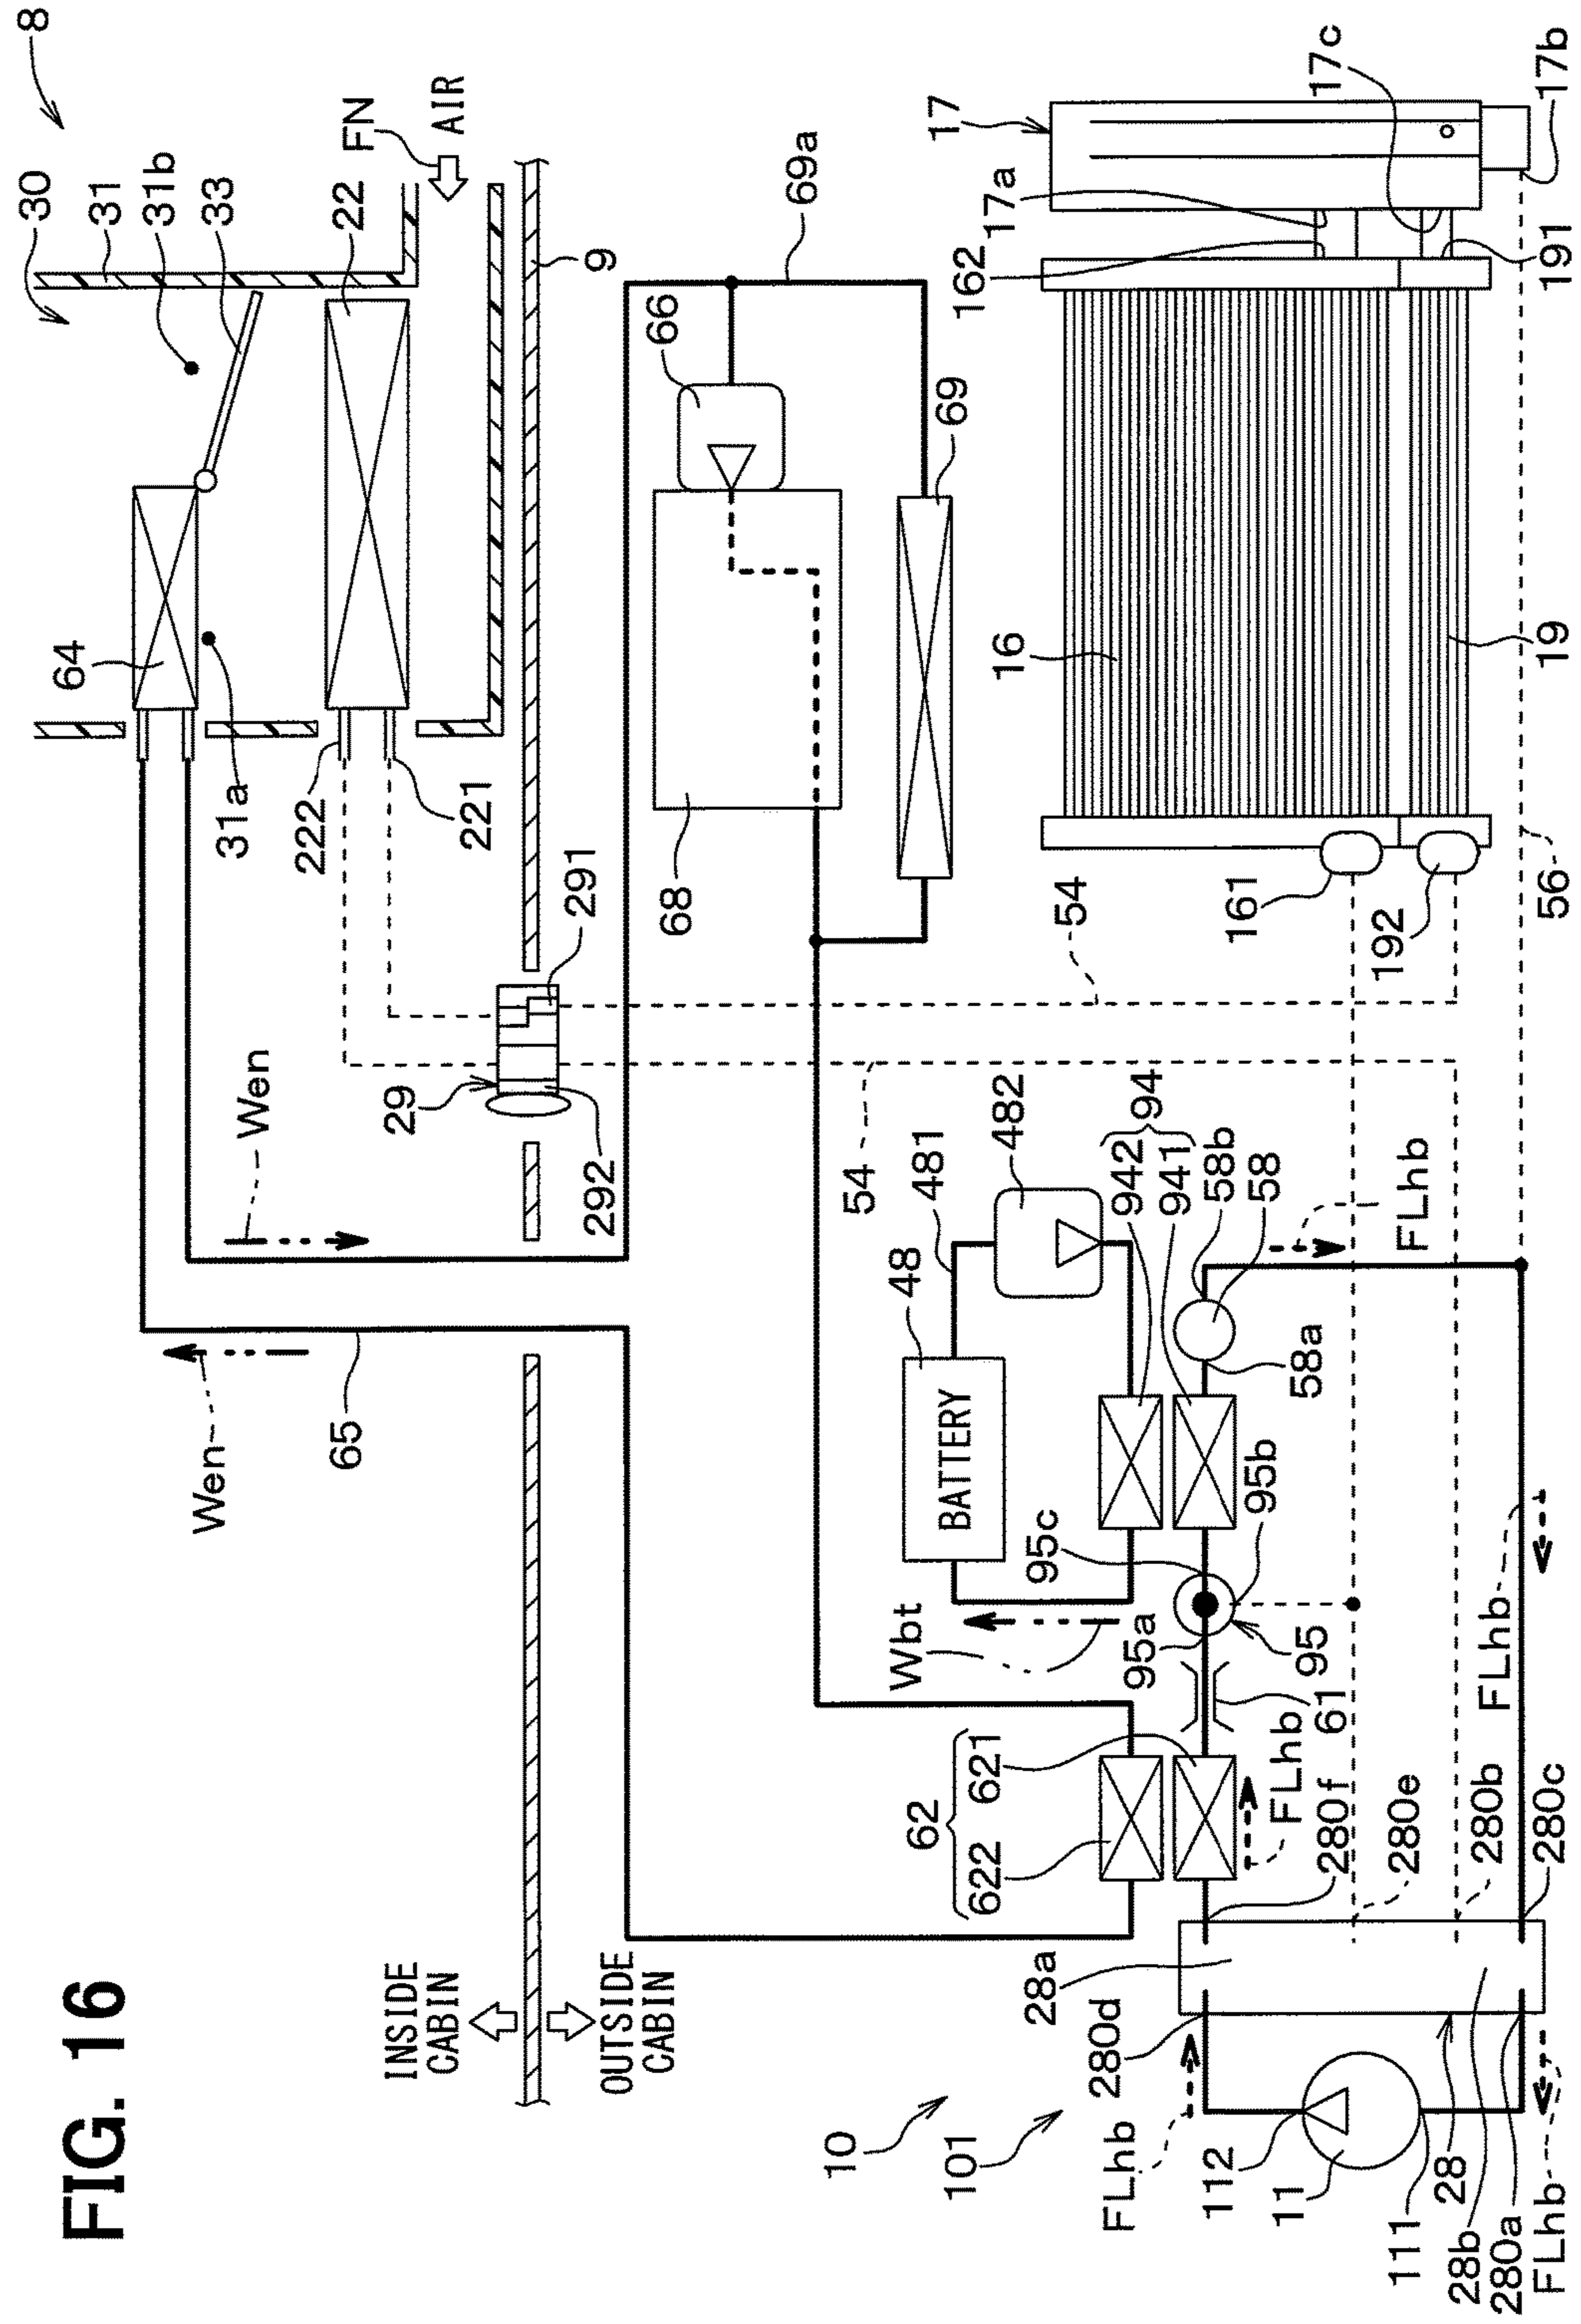 FIG. 16
8
30
31
31b
33
22
FN
AIR
64
31a
222
221
9
291
29
292
Wen
Wen
65
INSIDE
CABIN
OUTSIDE
CABIN
66
69a
68
69
17
17a
17c
17b
162
191
16
19
161
192
54
56
54
48
BATTERY
481
482
94
942
941
58b
58
58a
FLhb
95c
95b
95a
95
Wbt
61
62
621
622
FLhb
FLhb
280f
280e
280b
280c
28a
280d
FLhb
10
101
112
11
111
28
28b
280a
FLhb